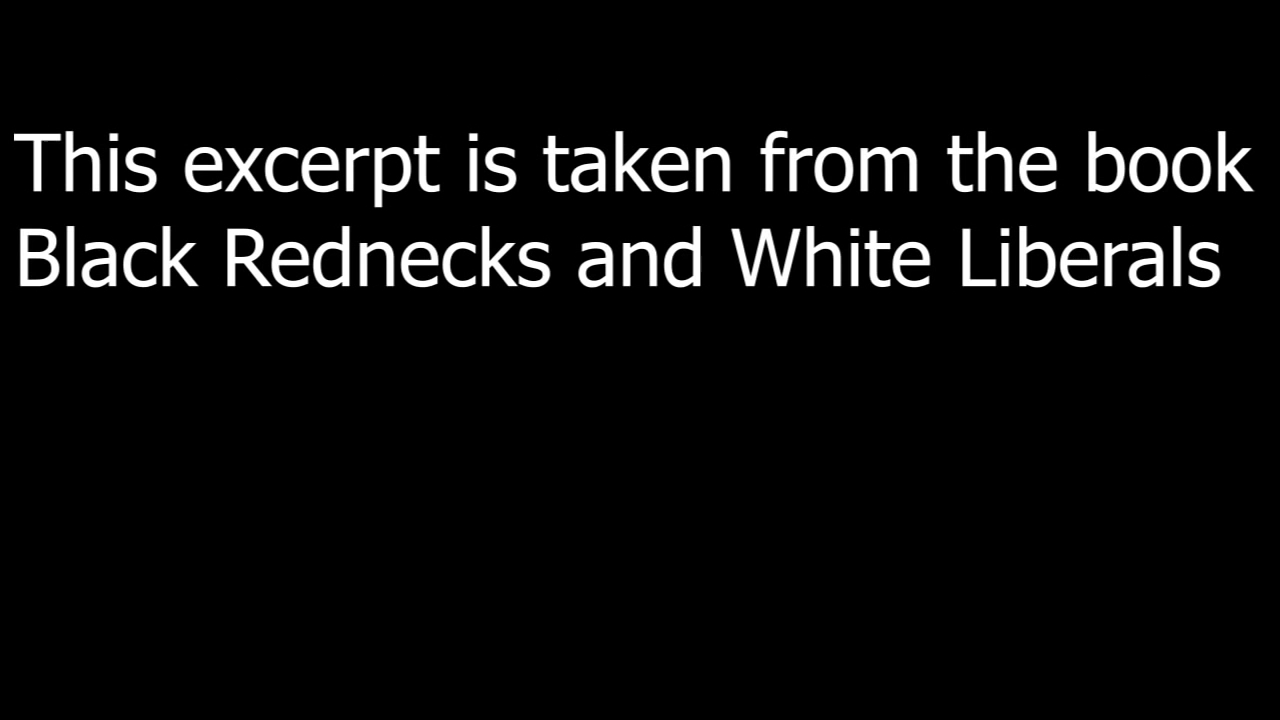 This excerpt is taken from the book
Black Rednecks and White Liberals